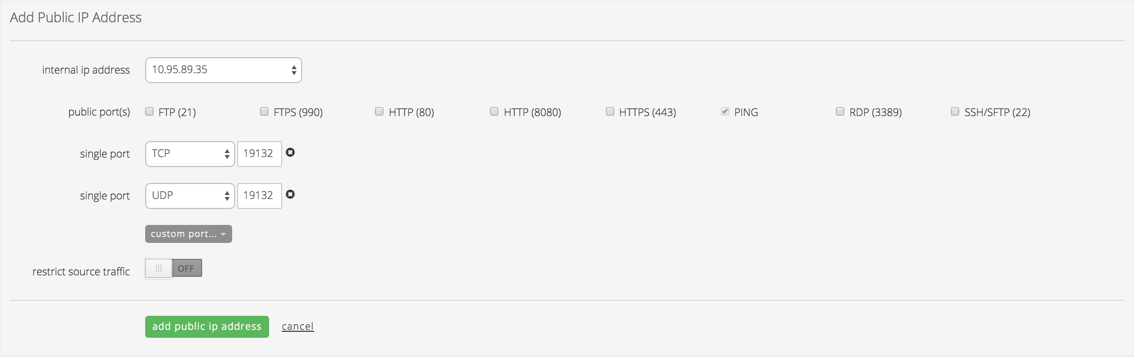 Add Public IP Address
internal ip address 10.95.89.35
public port(s) FTP (21) FTPS (990) HTTP (80) HTTP (8080) HTTPS (443) PING RDP (3389) SSH/SFTP (22)
single port TCP 19132
single port UDP 19132
custom port...
restrict source traffic OFF
add public ip address cancel